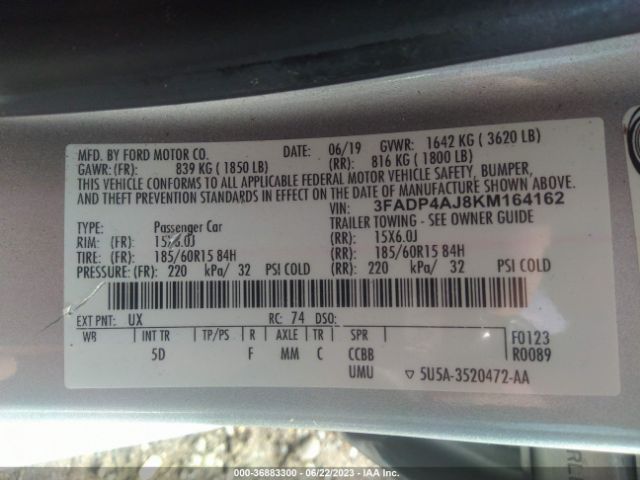 MFD. BY FORD MOTOR CO. DATE: 06/19 GVWR: 1642 KG ( 3620 LB)
GAWR: (FR): 839 KG ( 1850 LB) (RR): 816 KG ( 1800 LB)
THIS VEHICLE CONFORMS TO ALL APPLICABLE FEDERAL MOTOR VEHICLE SAFETY, BUMPER,
AND THEFT PREVENTION STANDARDS IN EFFECT ON THE DATE OF MANUFACTURE SHOWN ABOVE.
VIN: 3FADP4AJ8KM164162
TYPE: Passenger Car TRAILER TOWING - SEE OWNER GUIDE
RIM: (FR): 15X6.0J (RR): 15X6.0J
TIRE: (FR): 185/60R15 84H (RR): 185/60R15 84H
PRESSURE: (FR): 220 kPa/ 32 PSI COLD (RR): 220 kPa/ 32 PSI COLD
EXT PNT: UX RC: 74 DSO:
WB INT TR TP/PS R AXLE TR SPR F0123
5D F MM C CCBB R0089
UMU ▽ 5U5A-3520472-AA
000-36883300 - 06/22/2023 - IAA Inc.